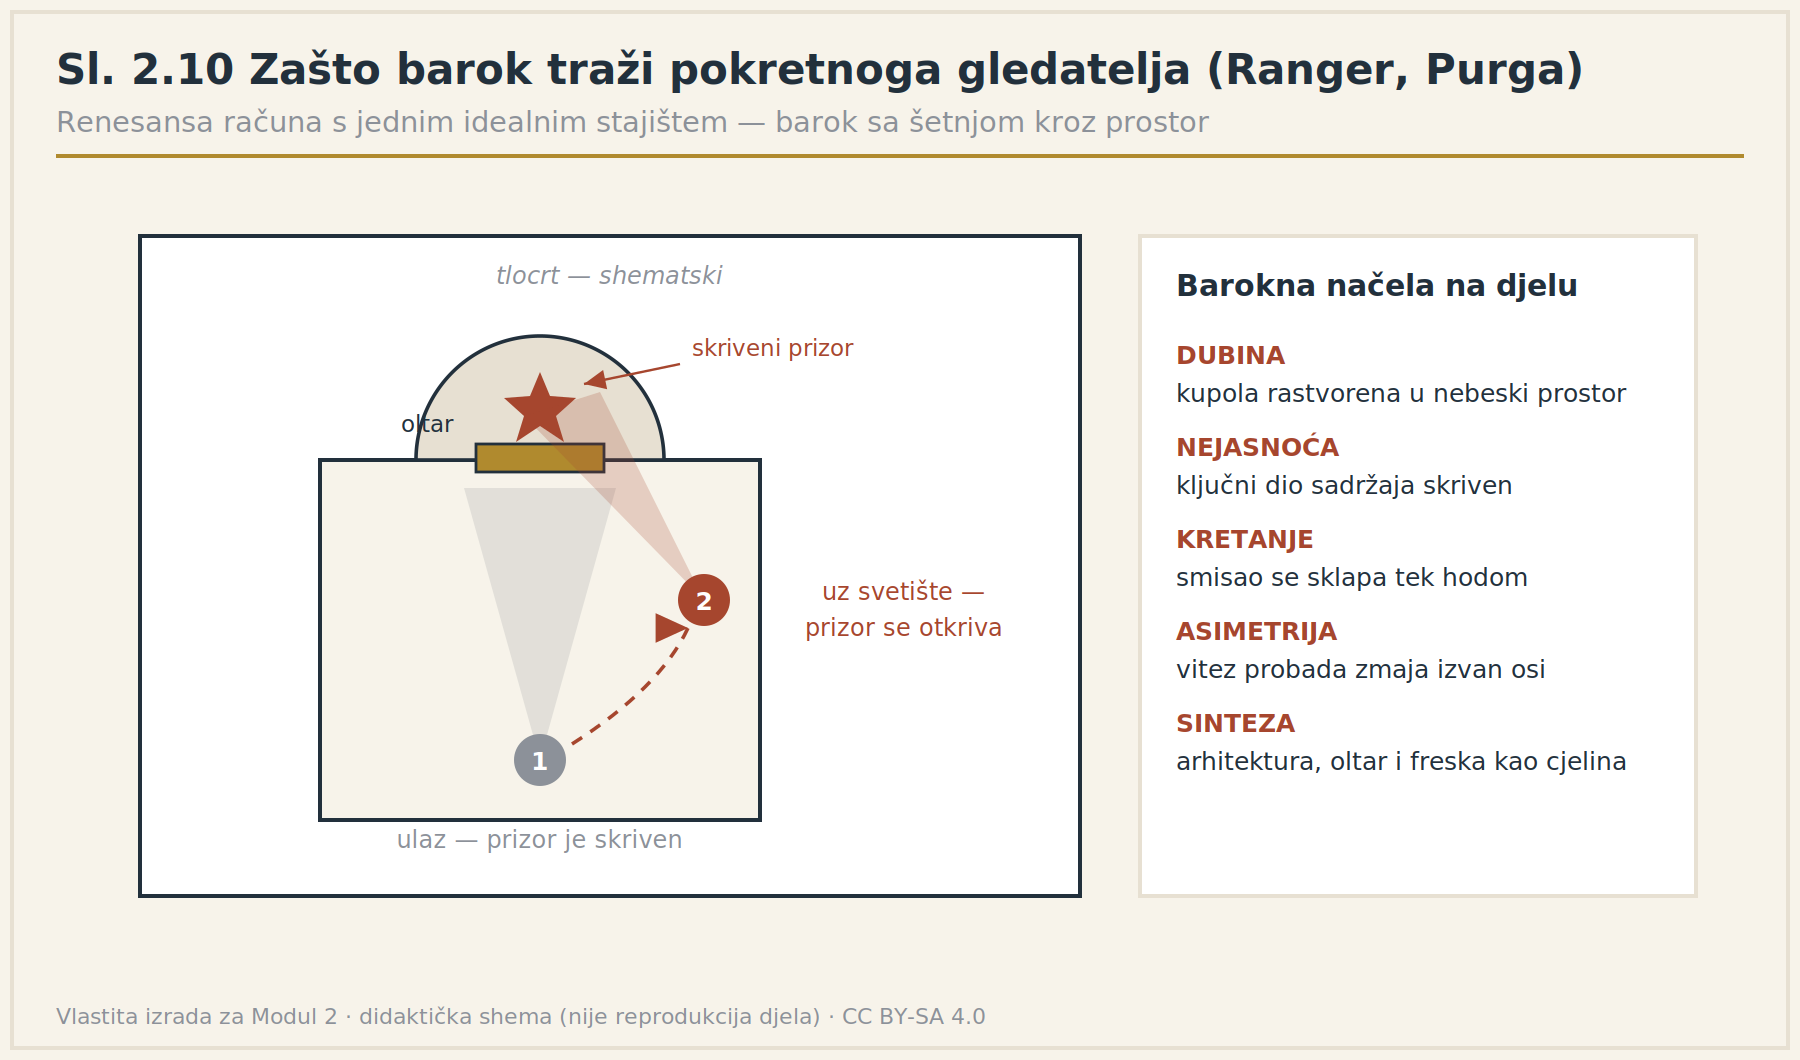 Sl. 2.10 Zašto barok traži pokretnoga gledatelja (Ranger, Purga)
Renesansa računa s jednim idealnim stajištem — barok sa šetnjom kroz prostor
tlocrt — shematski
skriveni prizor
oltar
2
uz svetište —
prizor se otkriva
1
ulaz — prizor je skriven
Barokna načela na djelu
DUBINA
kupola rastvorena u nebeski prostor
NEJASNOĆA
ključni dio sadržaja skriven
KRETANJE
smisao se sklapa tek hodom
ASIMETRIJA
vitez probada zmaja izvan osi
SINTEZA
arhitektura, oltar i freska kao cjelina
Vlastita izrada za Modul 2 · didaktička shema (nije reprodukcija djela) · CC BY-SA 4.0